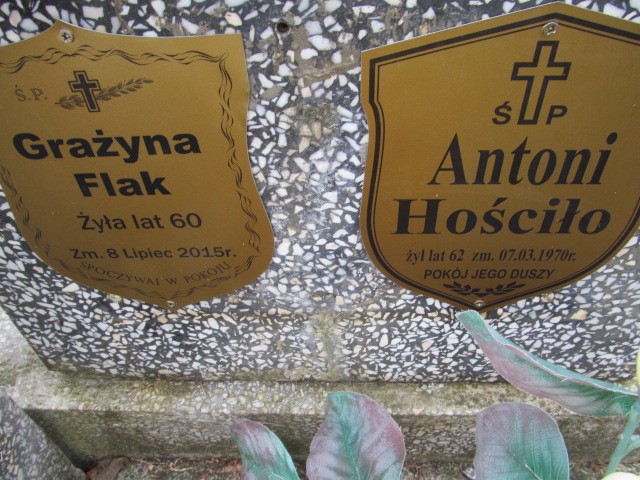 Ś.P.
Grażyna
Flak
Żyła lat 60
Zm. 8 Lipiec 2015r.
SPOCZYWAJ W POKOJU
Ś P
Antoni
Hościło
żył lat 62 zm. 07.03.1970r.
POKÓJ JEGO DUSZY